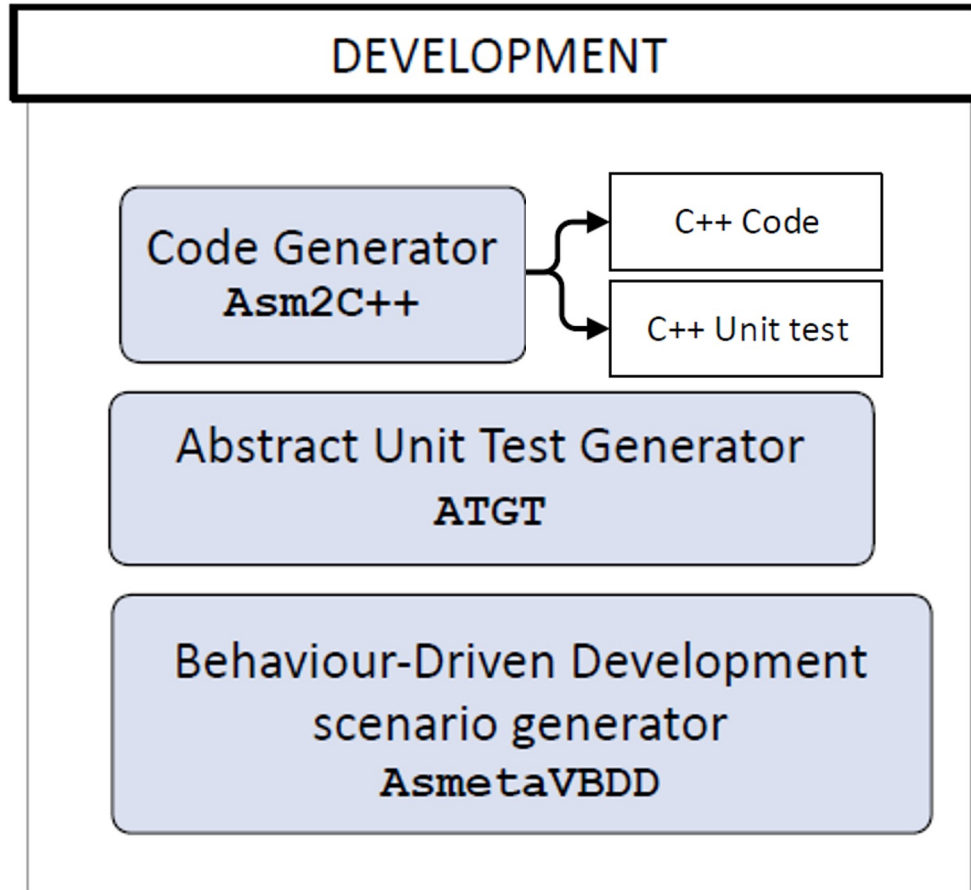 DEVELOPMENT
Code Generator
Asm2C++
C++ Code
C++ Unit test
Abstract Unit Test Generator
ATGT
Behaviour-Driven Development
scenario generator
AsmetaVBDD